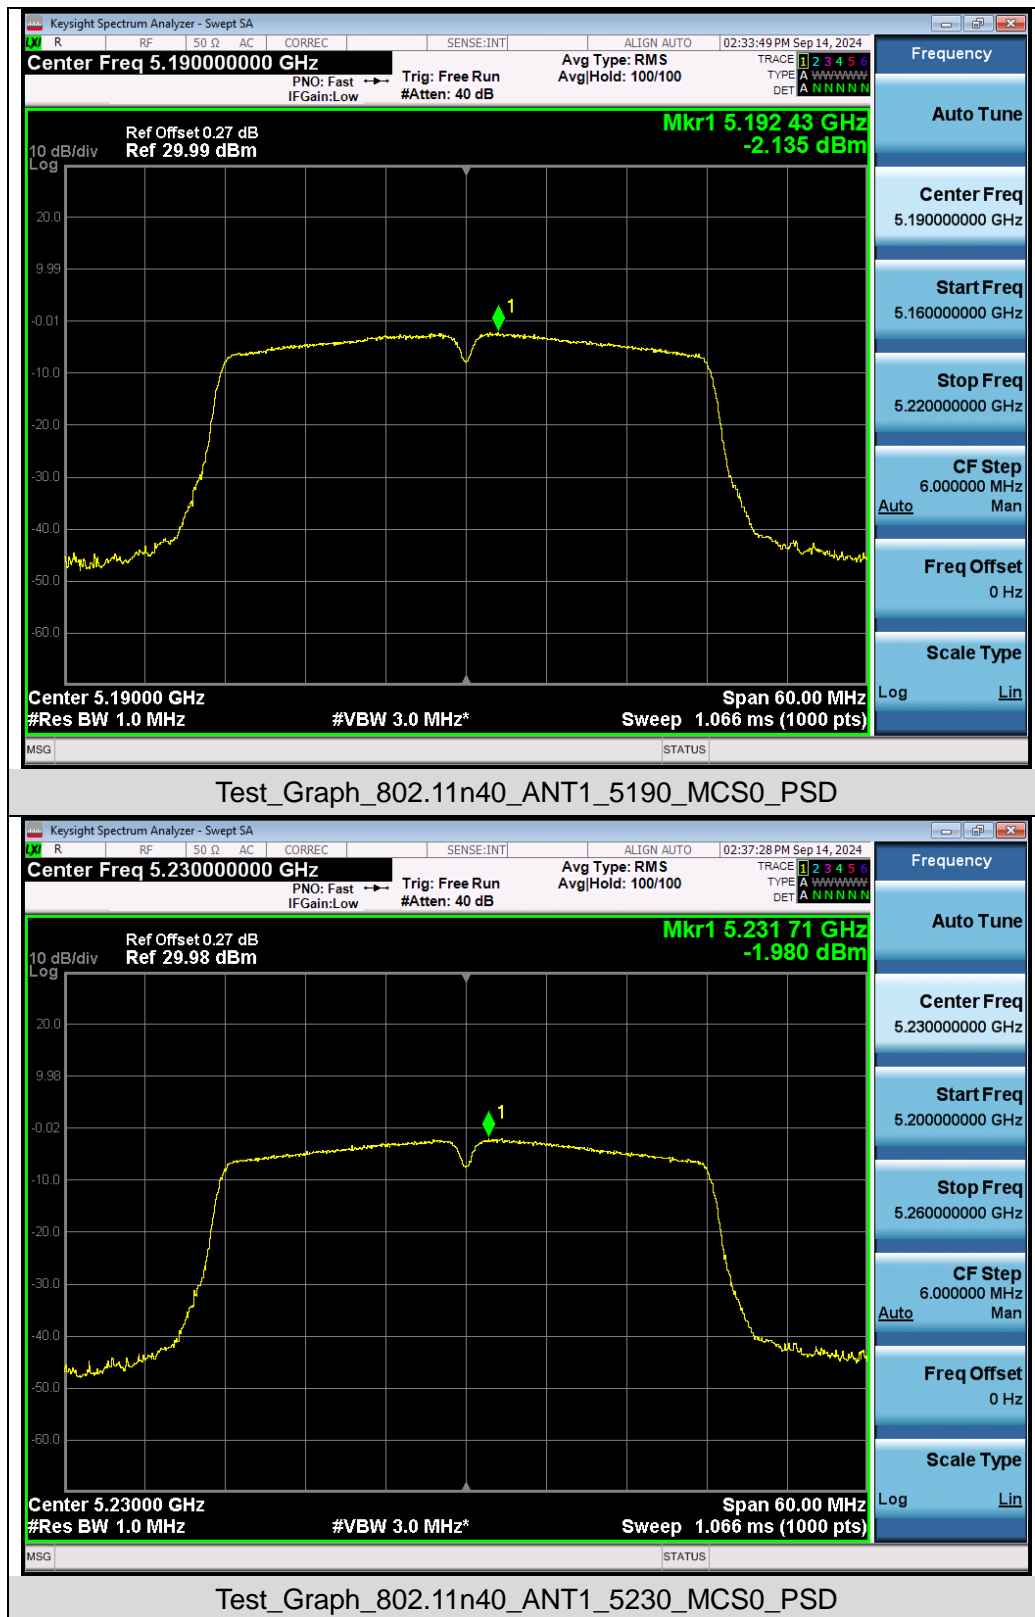 Keysight Spectrum Analyzer - Swept SA
LXI R RF 50 Ω AC CORREC SENSE:INT ALIGN AUTO 02:33:49 PM Sep 14, 2024
Center Freq 5.190000000 GHz
PNO: Fast
IFGain:Low
Trig: Free Run
#Atten: 40 dB
Avg Type: RMS
Avg|Hold: 100/100
TRACE 1 2 3 4 5 6
TYPE A WWWWW
DET A N N N N N
Ref Offset 0.27 dB
Ref 29.99 dBm
10 dB/div
Log
Mkr1 5.192 43 GHz
-2.135 dBm
20.0
9.99
-0.01
-10.0
-20.0
-30.0
-40.0
-50.0
-60.0
1
Center 5.19000 GHz
Span 60.00 MHz
#Res BW 1.0 MHz
#VBW 3.0 MHz*
Sweep 1.066 ms (1000 pts)
MSG
STATUS
Frequency
Auto Tune
Center Freq
5.190000000 GHz
Start Freq
5.160000000 GHz
Stop Freq
5.220000000 GHz
CF Step
6.000000 MHz
Auto Man
Freq Offset
0 Hz
Scale Type
Log Lin
Test_Graph_802.11n40_ANT1_5190_MCS0_PSD
Keysight Spectrum Analyzer - Swept SA
LXI R RF 50 Ω AC CORREC SENSE:INT ALIGN AUTO 02:37:28 PM Sep 14, 2024
Center Freq 5.230000000 GHz
PNO: Fast
IFGain:Low
Trig: Free Run
#Atten: 40 dB
Avg Type: RMS
Avg|Hold: 100/100
TRACE 1 2 3 4 5 6
TYPE A WWWWW
DET A N N N N N
Ref Offset 0.27 dB
Ref 29.98 dBm
10 dB/div
Log
Mkr1 5.231 71 GHz
-1.980 dBm
20.0
9.98
-0.02
-10.0
-20.0
-30.0
-40.0
-50.0
-60.0
1
Center 5.23000 GHz
Span 60.00 MHz
#Res BW 1.0 MHz
#VBW 3.0 MHz*
Sweep 1.066 ms (1000 pts)
MSG
STATUS
Frequency
Auto Tune
Center Freq
5.230000000 GHz
Start Freq
5.200000000 GHz
Stop Freq
5.260000000 GHz
CF Step
6.000000 MHz
Auto Man
Freq Offset
0 Hz
Scale Type
Log Lin
Test_Graph_802.11n40_ANT1_5230_MCS0_PSD